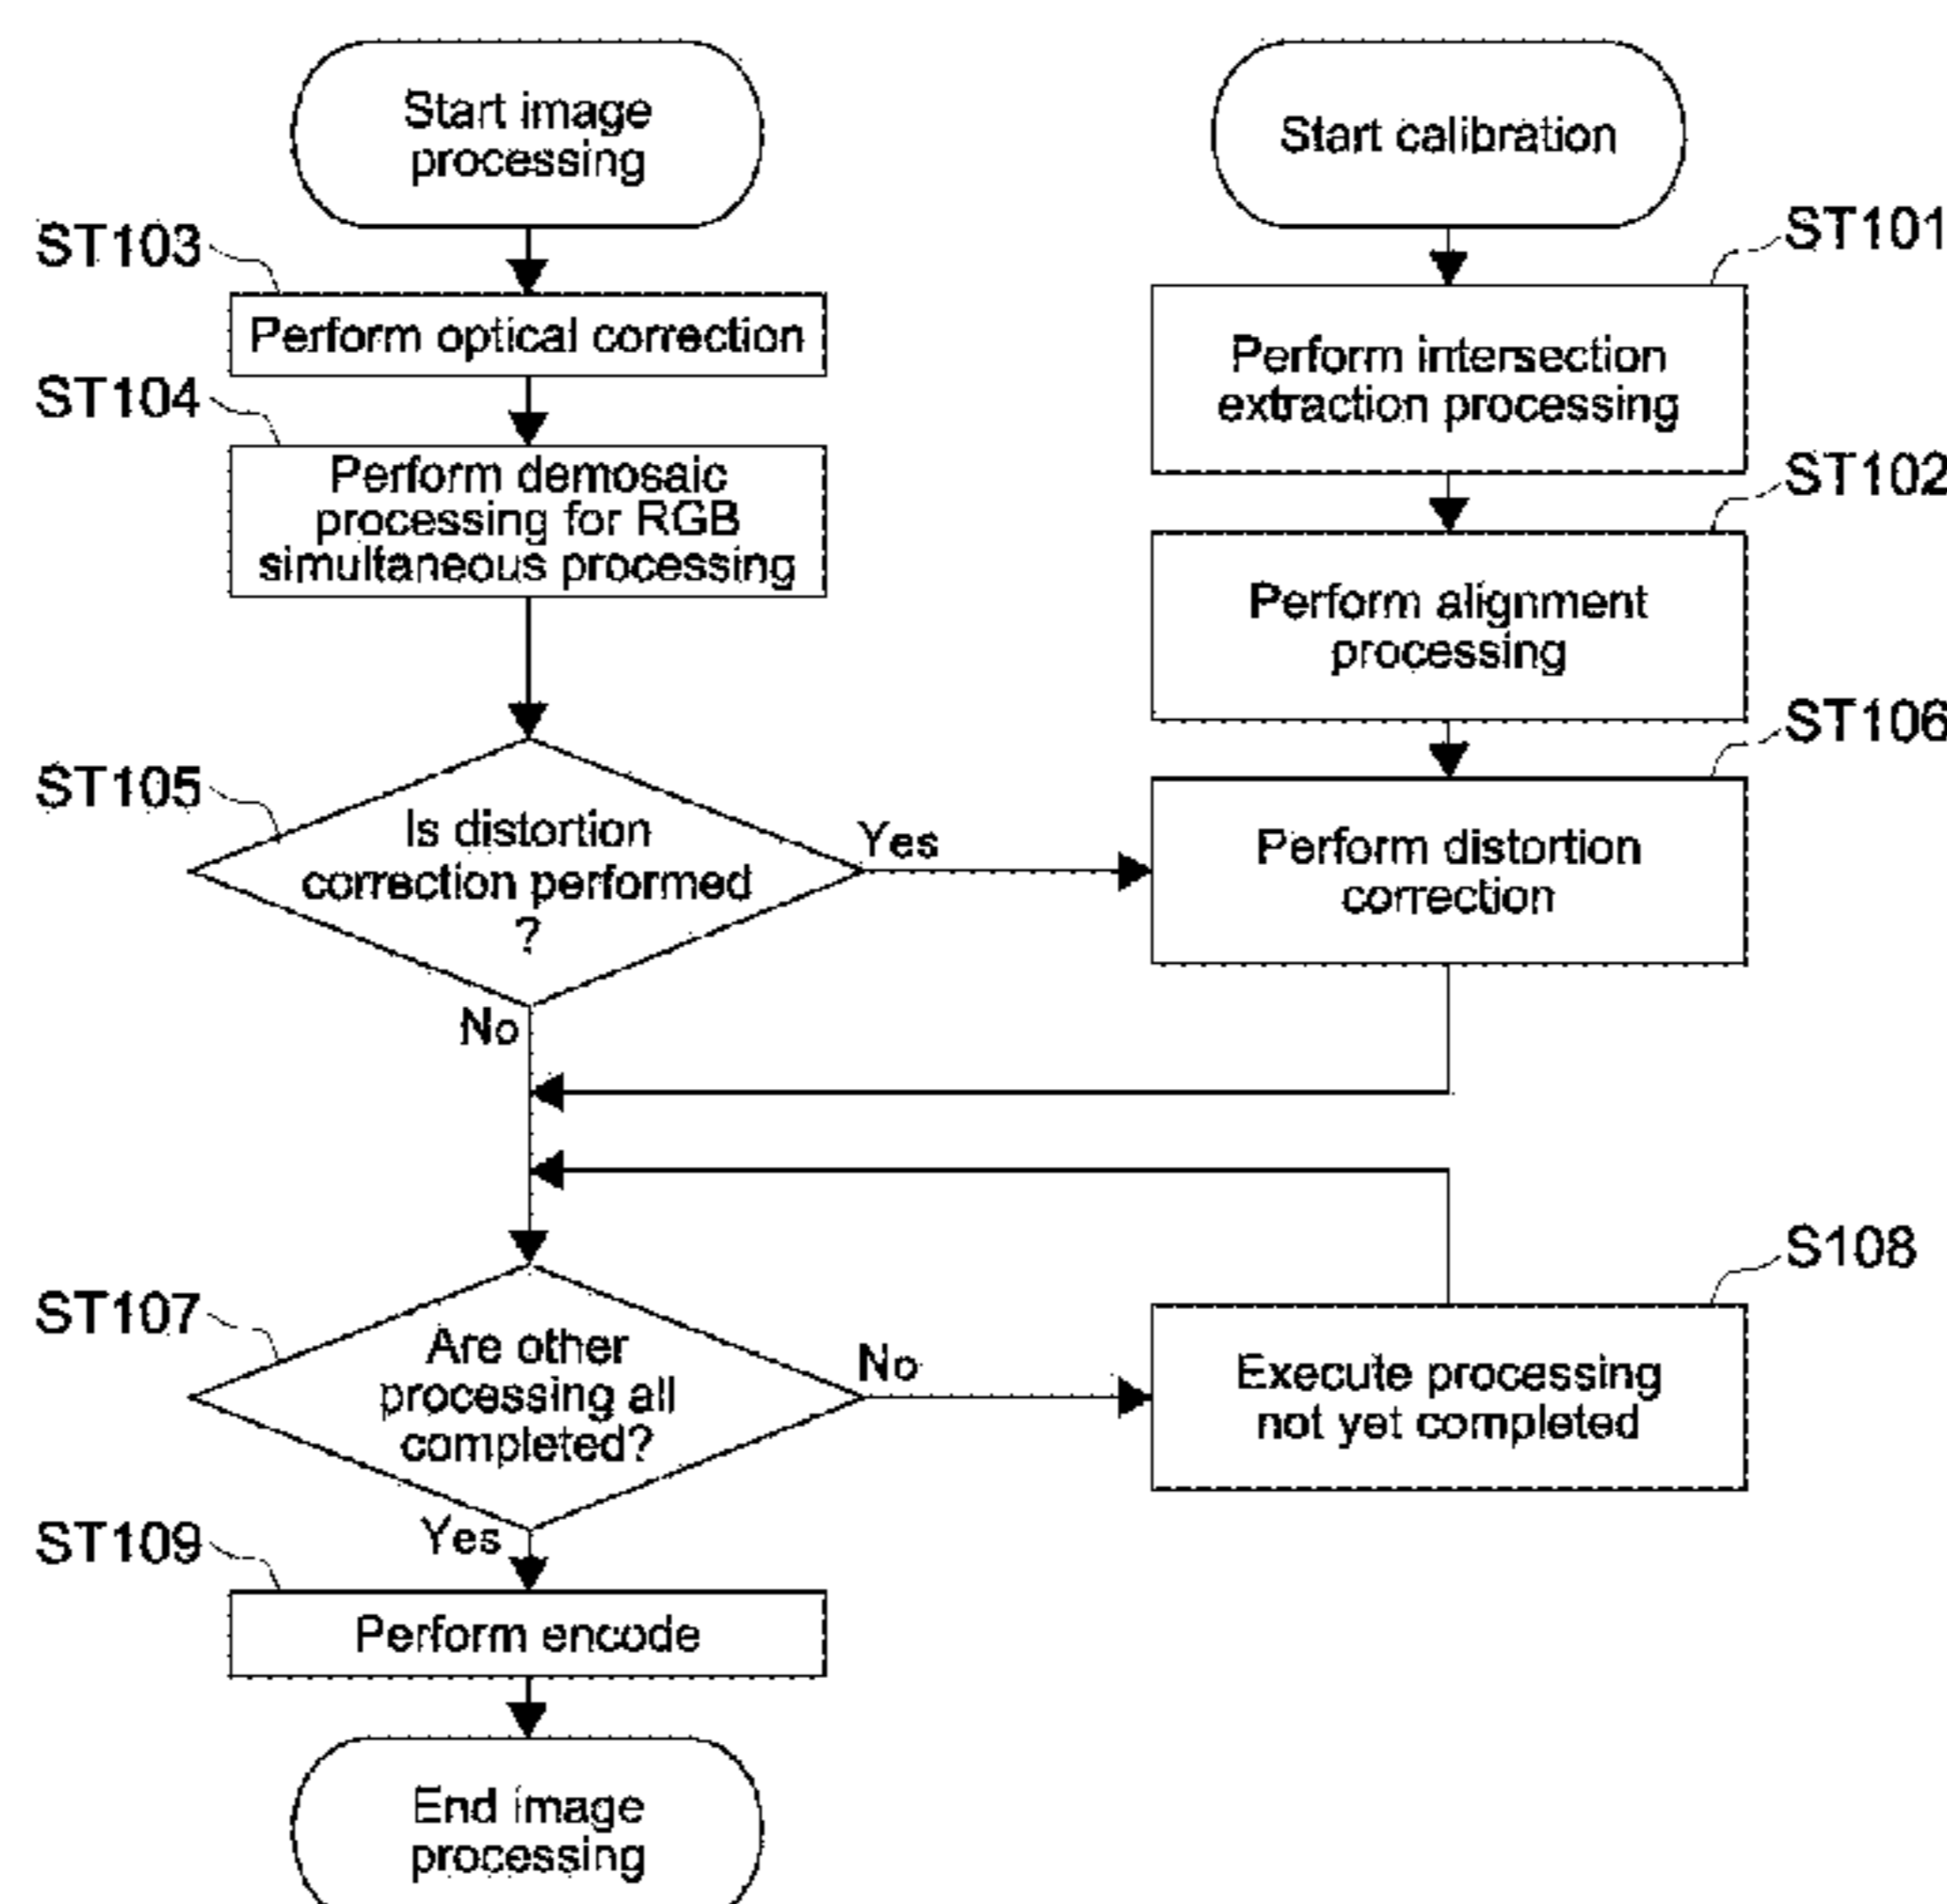 Start image
processing
Start calibration
ST103
ST101
Perform optical correction
Perform intersection
extraction processing
ST104
ST102
Perform demosaic
processing for RGB
simultaneous processing
Perform alignment
processing
ST105
ST106
Is distortion
correction performed
?
Yes
Perform distortion
correction
No
ST107
S108
Are other
processing all
completed?
No
Execute processing
not yet completed
Yes
ST109
Perform encode
End image
processing